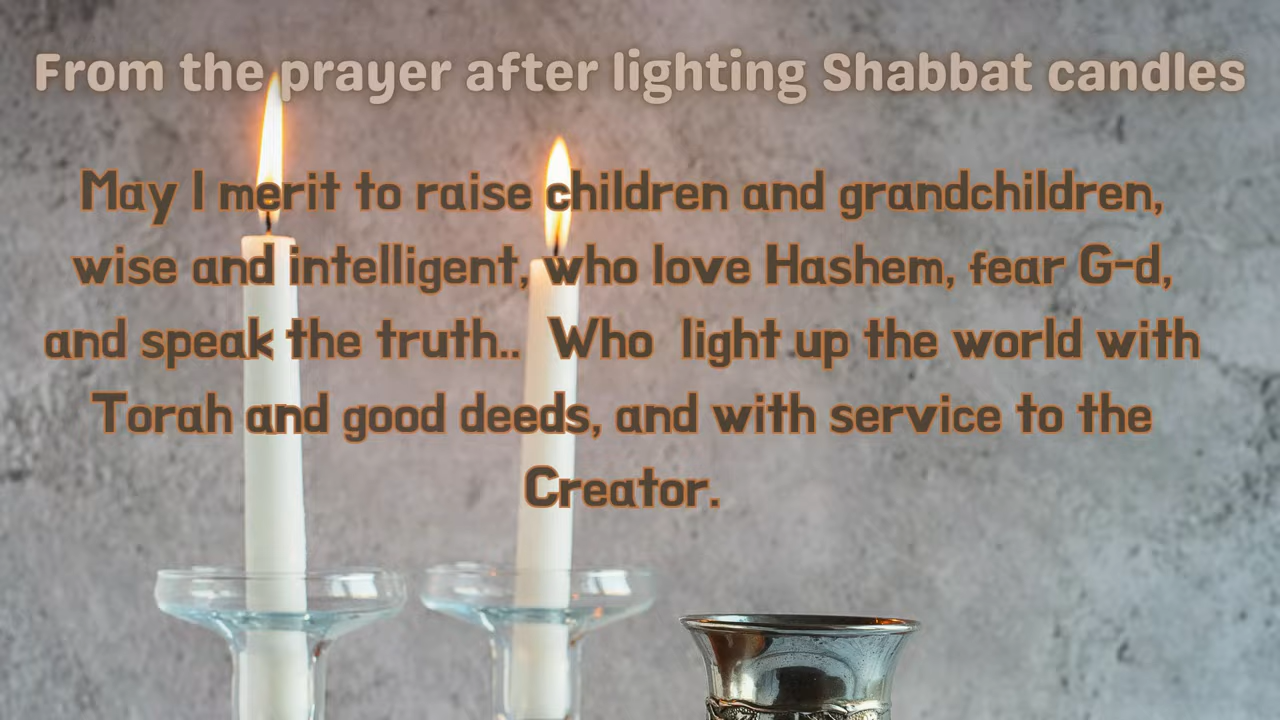 From the prayer after lighting Shabbat candles
May I merit to raise children and grandchildren,
wise and intelligent, who love Hashem, fear G-d,
and speak the truth.. Who light up the world with
Torah and good deeds, and with service to the
Creator.